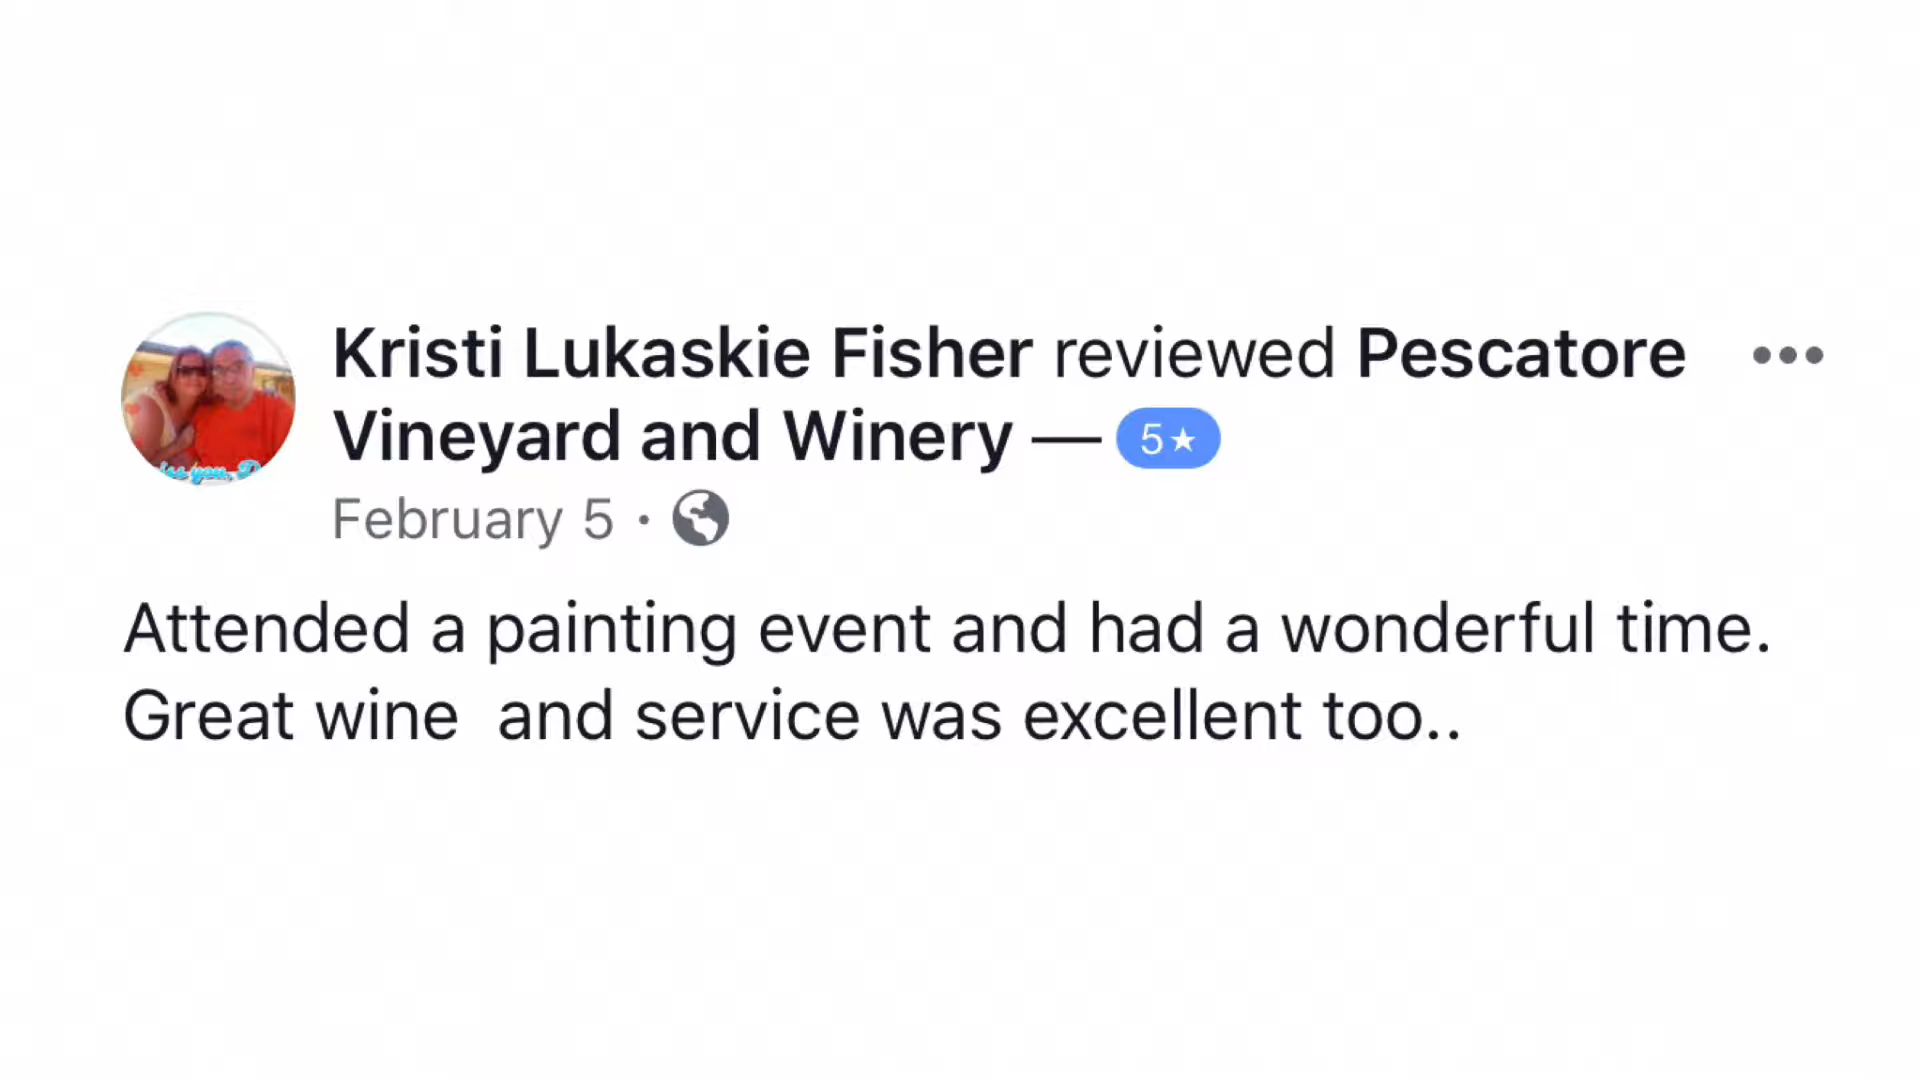 Kristi Lukaskie Fisher reviewed Pescatore
Vineyard and Winery — 5★
February 5 ·
Attended a painting event and had a wonderful time.
Great wine  and service was excellent too..
you,